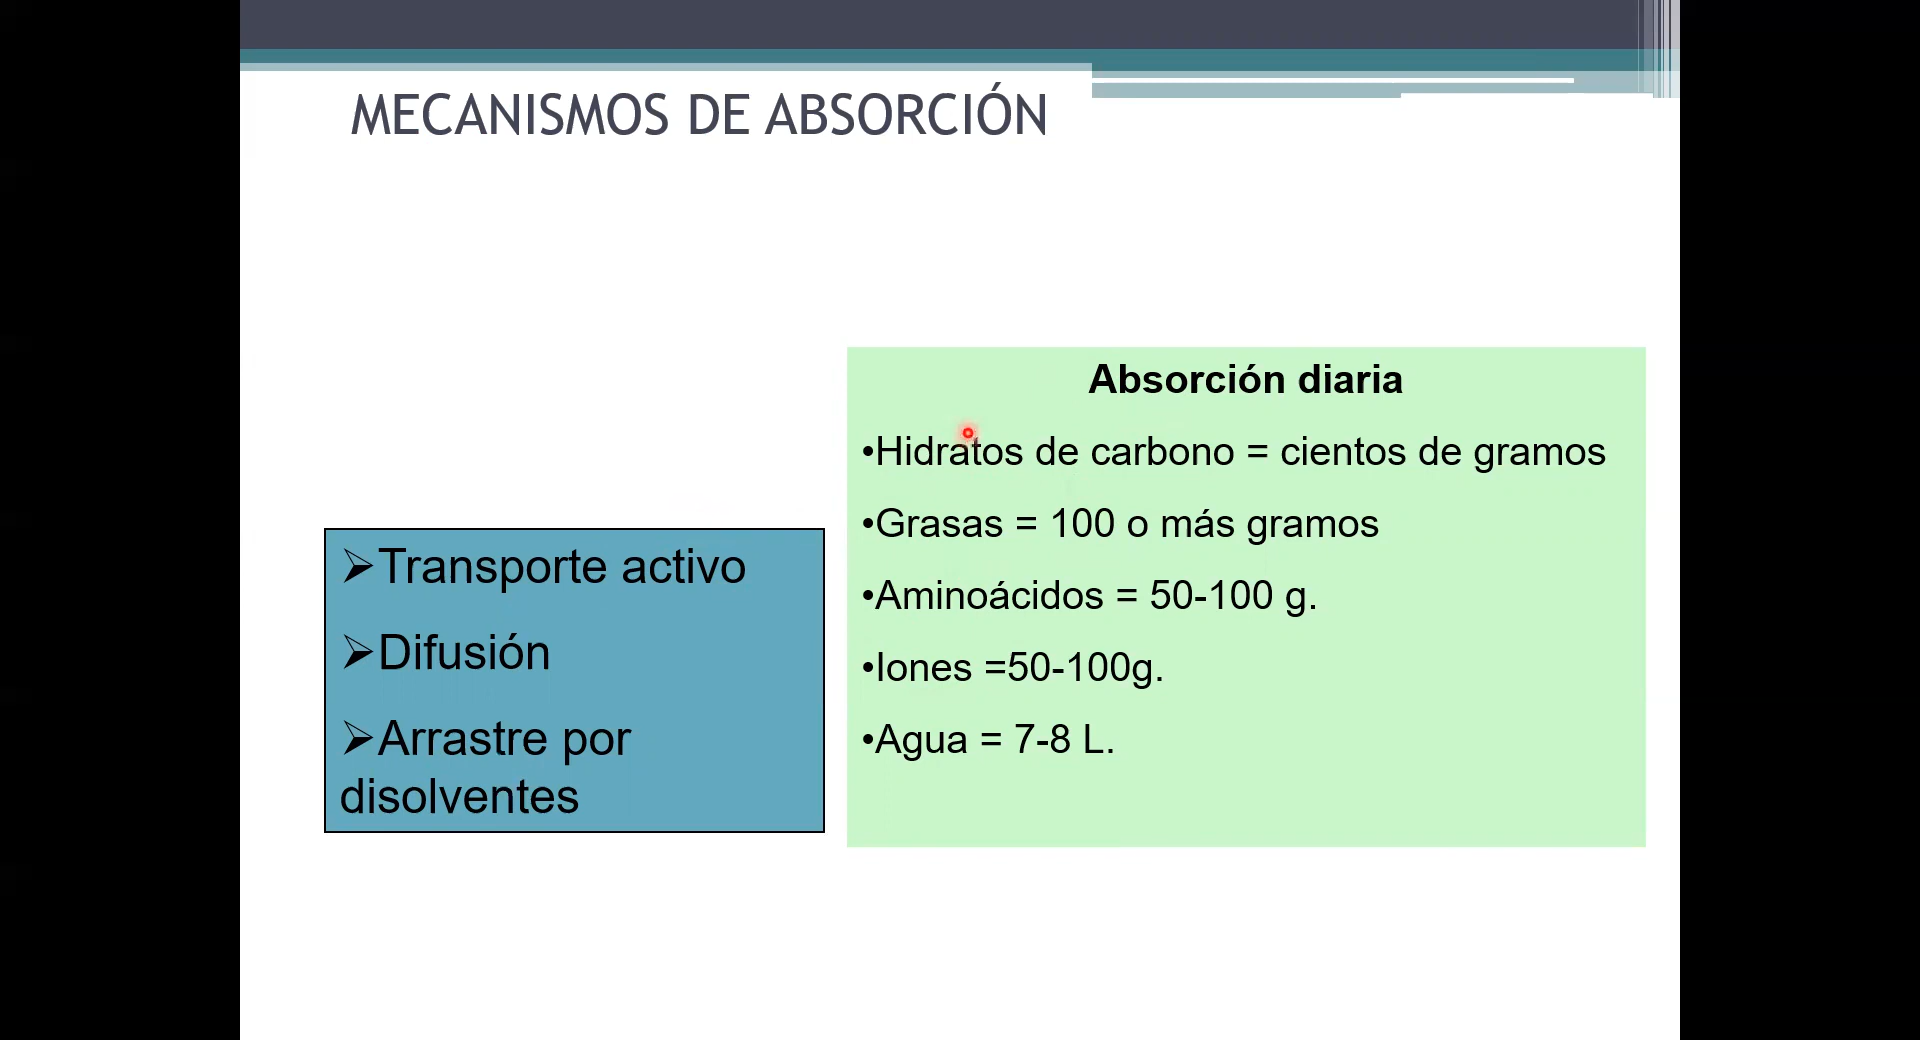 MECANISMOS DE ABSORCIÓN
➢Transporte activo
➢Difusión
➢Arrastre por
disolventes
Absorción diaria
•Hidratos de carbono = cientos de gramos
•Grasas = 100 o más gramos
•Aminoácidos = 50-100 g.
•Iones =50-100g.
•Agua = 7-8 L.